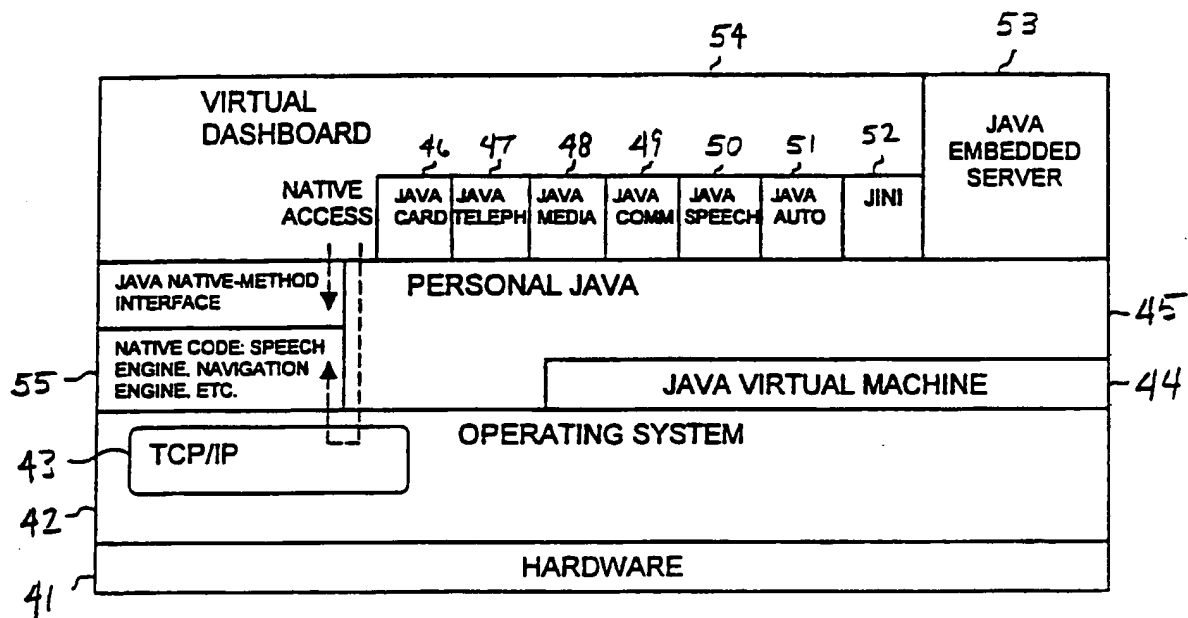 53
54
VIRTUAL
DASHBOARD
JAVA
EMBEDDED
SERVER
46 47 48 49 50 51 52
NATIVE
ACCESS
JAVA
CARD
JAVA
TELEPH
JAVA
MEDIA
JAVA
COMM
JAVA
SPEECH
JAVA
AUTO
JINI
JAVA NATIVE-METHOD
INTERFACE
PERSONAL JAVA
45
NATIVE CODE: SPEECH
ENGINE, NAVIGATION
ENGINE, ETC.
55
JAVA VIRTUAL MACHINE
44
OPERATING SYSTEM
TCP/IP
43
42
HARDWARE
41